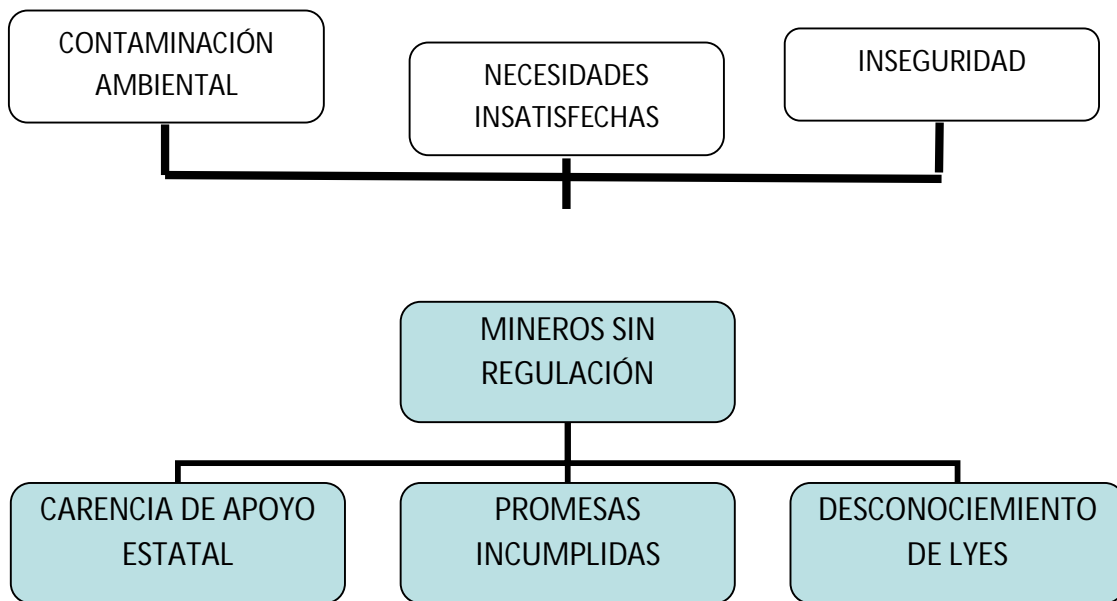 CONTAMINACIÓN
AMBIENTAL
NECESIDADES
INSATISFECHAS
INSEGURIDAD
MINEROS SIN
REGULACIÓN
CARENCIA DE APOYO
ESTATAL
PROMESAS
INCUMPLIDAS
DESCONOCIEMIENTO
DE LYES